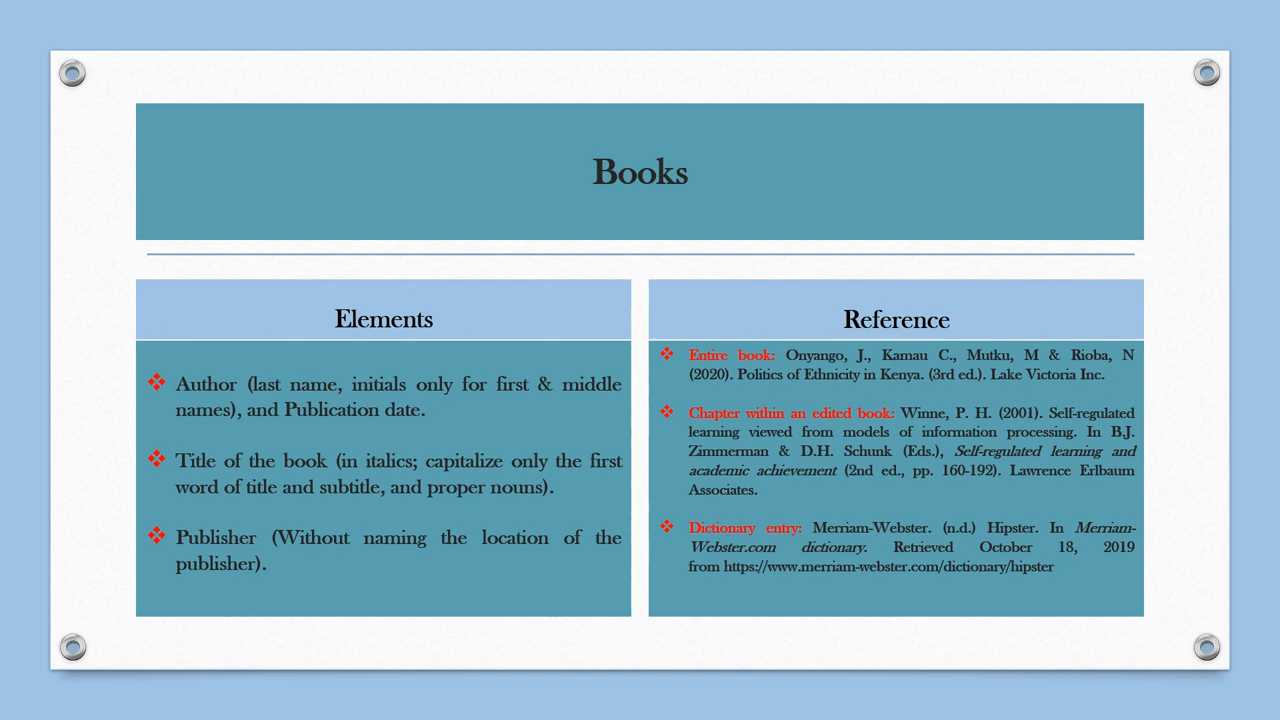 Books
Elements
Author (last name, initials only for first & middle
names), and Publication date.
Title of the book (in italics; capitalize only the first
word of title and subtitle, and proper nouns).
Publisher (Without naming the location of the
publisher).
Reference
Entire book: Onyango, J., Kamau C., Mutku, M & Rioba, N
(2020). Politics of Ethnicity in Kenya. (3rd ed.). Lake Victoria Inc.
Chapter within an edited book: Winne, P. H. (2001). Self-regulated
learning viewed from models of information processing. In B.J.
Zimmerman & D.H. Schunk (Eds.), Self-regulated learning and
academic achievement (2nd ed., pp. 160-192). Lawrence Erlbaum
Associates.
Dictionary entry: Merriam-Webster. (n.d.) Hipster. In Merriam-
Webster.com dictionary. Retrieved October 18, 2019
from https://www.merriam-webster.com/dictionary/hipster